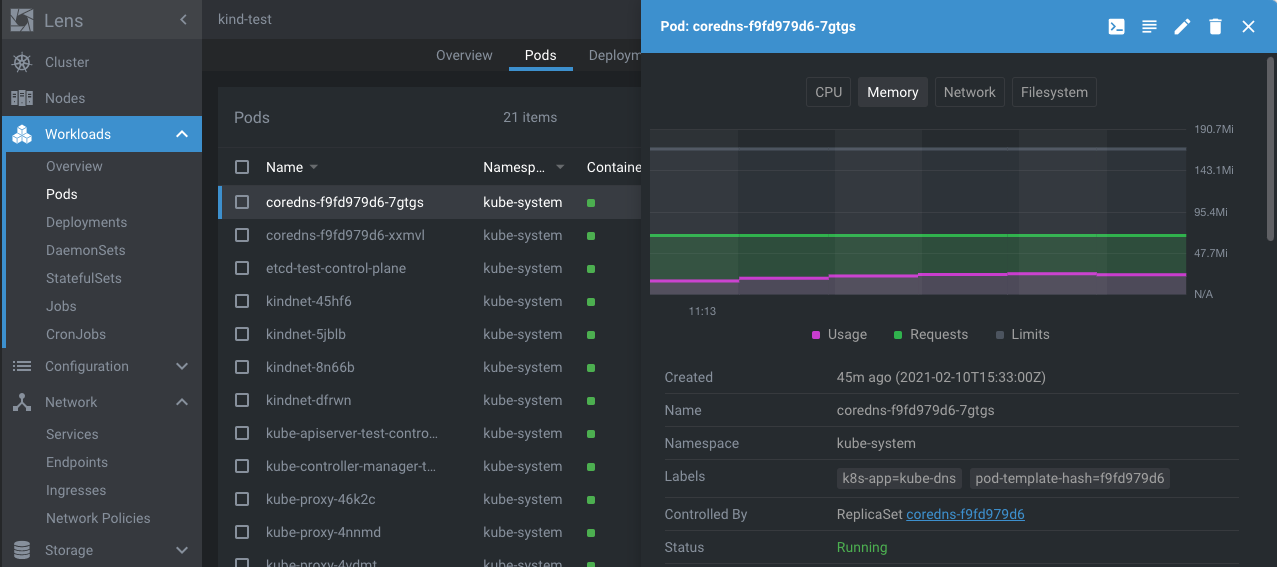 Lens
kind-test
Pod: coredns-f9fd979d6-7gtgs
Cluster
Nodes
Workloads
Overview
Pods
Deployments
DaemonSets
StatefulSets
Jobs
CronJobs
Configuration
Network
Services
Endpoints
Ingresses
Network Policies
Storage
Overview Pods Deploym
Pods 21 items
Name Namesp... Containe
coredns-f9fd979d6-7gtgs kube-system
coredns-f9fd979d6-xxmvl kube-system
etcd-test-control-plane kube-system
kindnet-45hf6 kube-system
kindnet-5jblb kube-system
kindnet-8n66b kube-system
kindnet-dfrwn kube-system
kube-apiserver-test-contro... kube-system
kube-controller-manager-t... kube-system
kube-proxy-46k2c kube-system
kube-proxy-4nnmd kube-system
kube-proxy-4vdmt kube-system
CPU Memory Network Filesystem
190.7Mi
143.1Mi
95.4Mi
47.7Mi
N/A
11:13
Usage Requests Limits
Created 45m ago (2021-02-10T15:33:00Z)
Name coredns-f9fd979d6-7gtgs
Namespace kube-system
Labels k8s-app=kube-dns pod-template-hash=f9fd979d6
Controlled By ReplicaSet coredns-f9fd979d6
Status Running